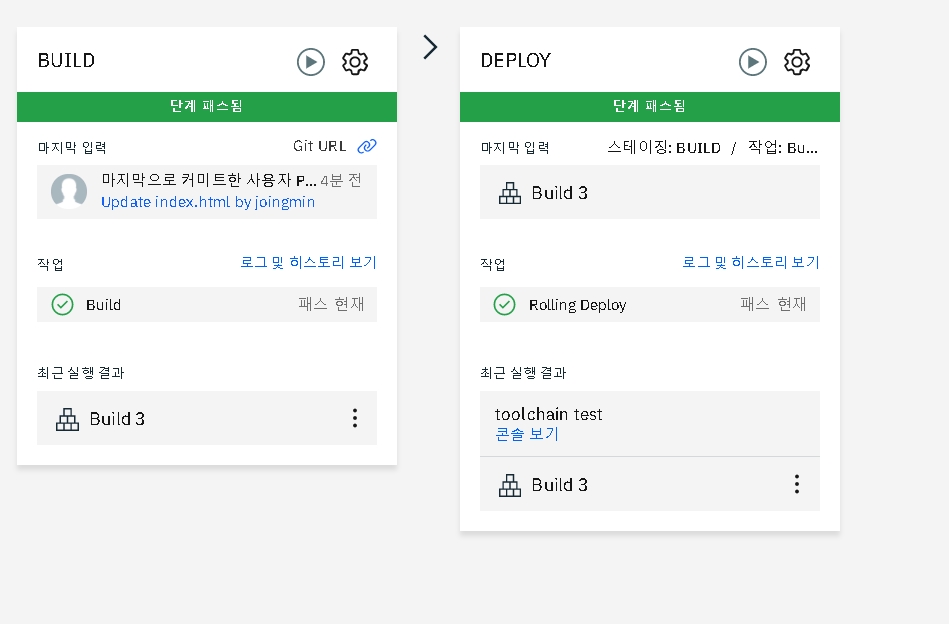 BUILD
단계 패스됨
마지막 입력
Git URL
마지막으로 커미트한 사용자 P... 4분 전
Update index.html by joingmin
작업
로그 및 히스토리 보기
Build
패스 현재
최근 실행 결과
Build 3
DEPLOY
단계 패스됨
마지막 입력
스테이징: BUILD / 작업: Bu...
Build 3
작업
로그 및 히스토리 보기
Rolling Deploy
패스 현재
최근 실행 결과
toolchain test
콘솔 보기
Build 3